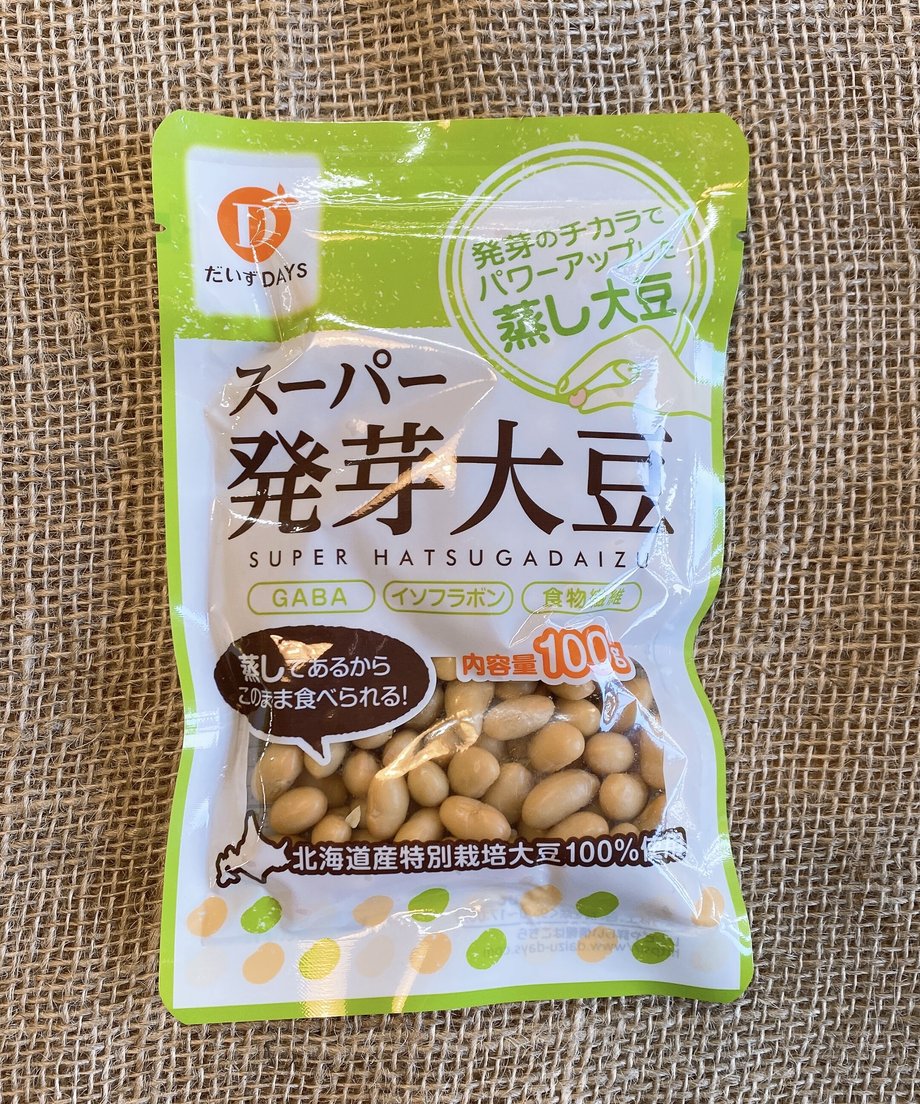 だいずDAYS
発芽のチカラで
パワーアップした
蒸し大豆
スーパー
発芽大豆
SUPER HATSUGADAIZU
GABA
イソフラボン
食物繊維
蒸してあるから
このまま食べられる!
内容量100g
北海道産特別栽培大豆100%使用